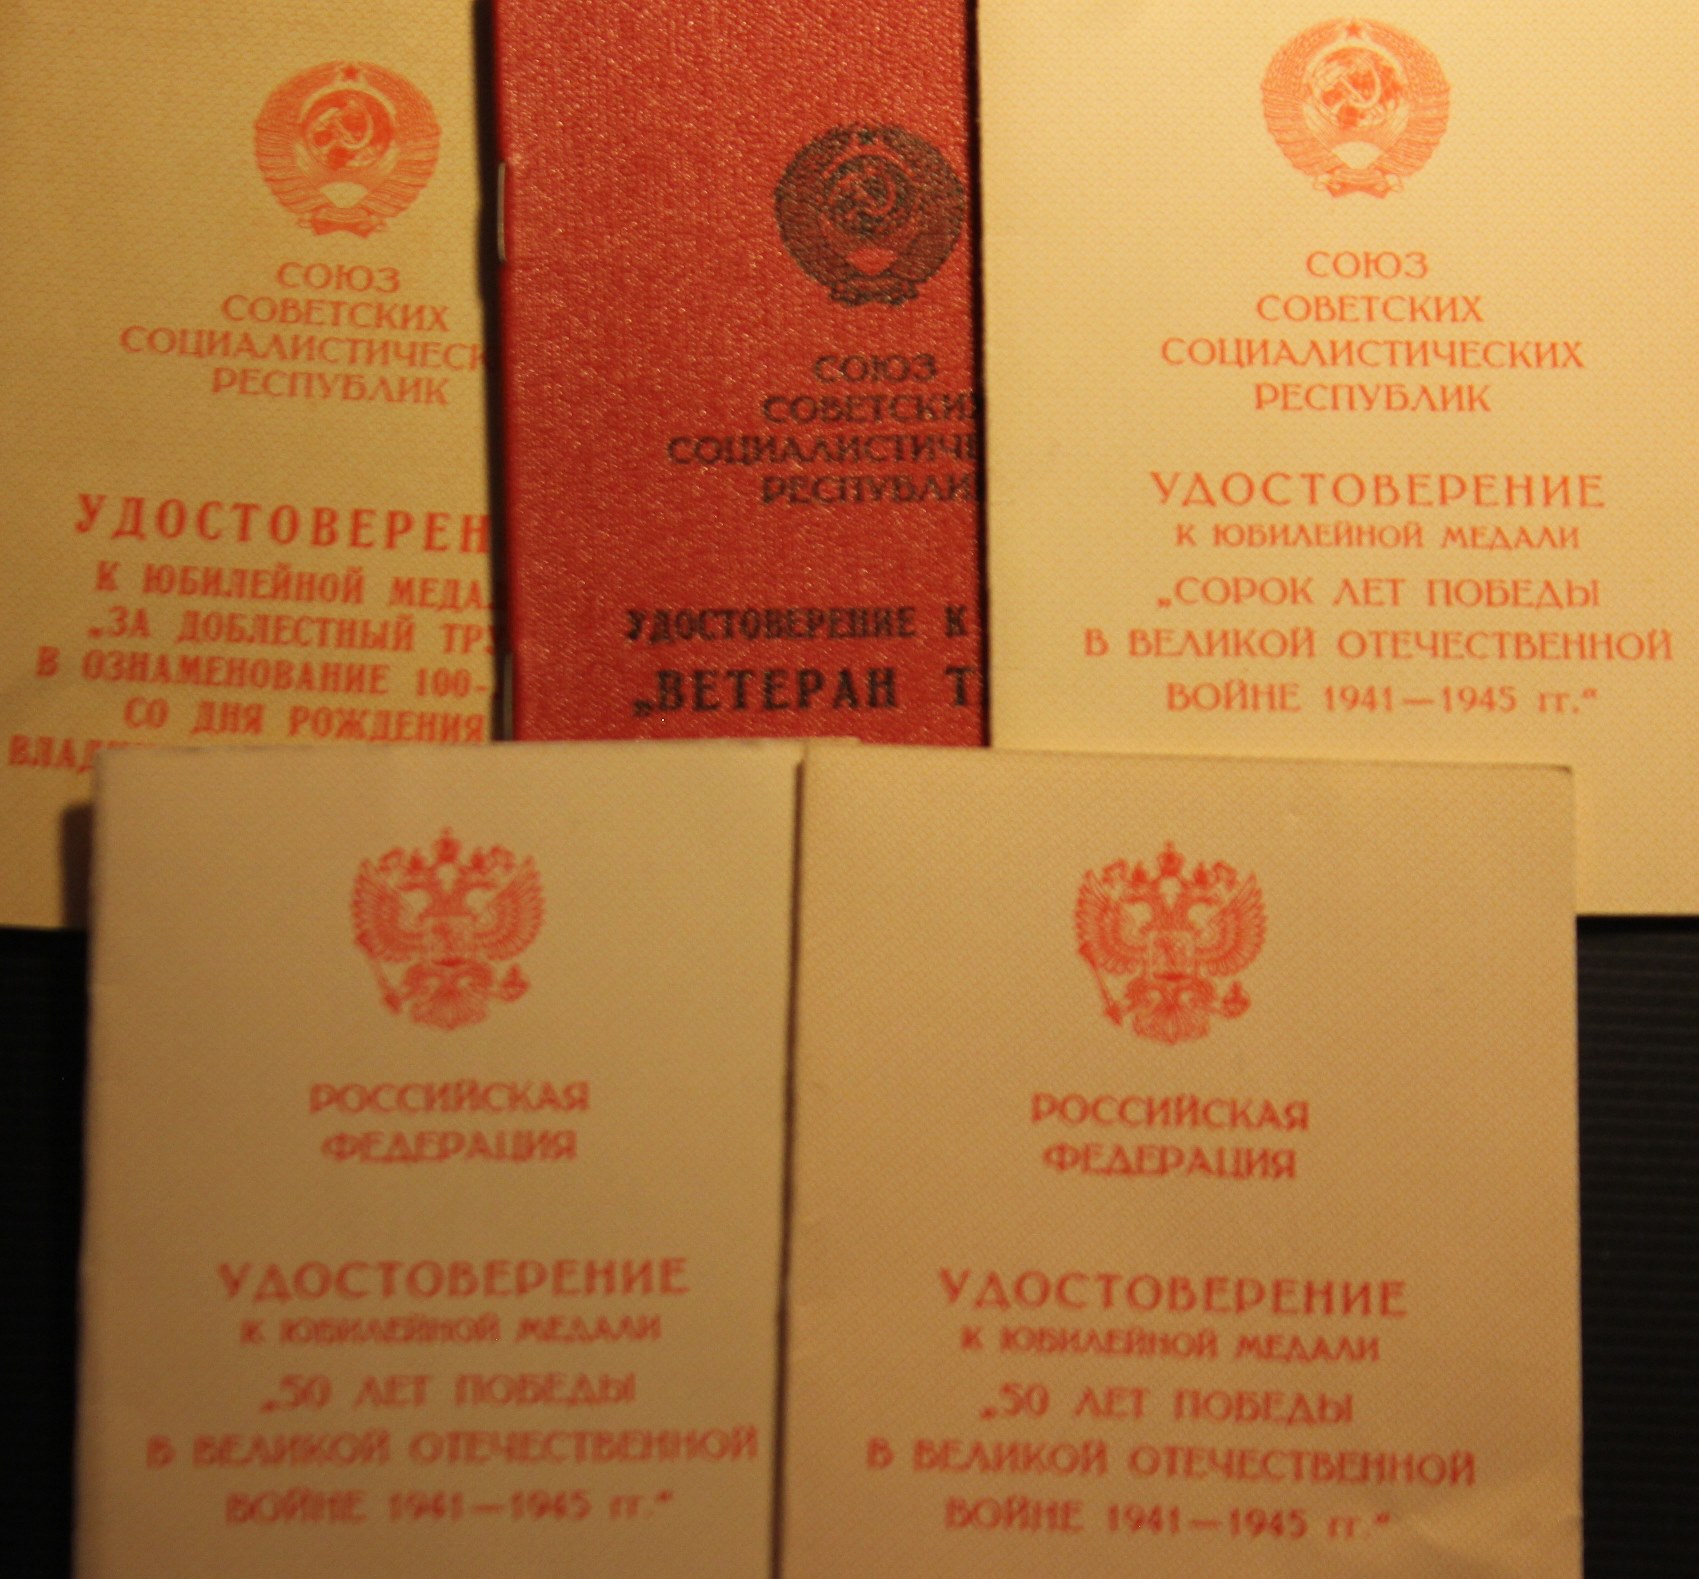 СОЮЗ
СОВЕТСКИХ
СОЦИАЛИСТИЧЕСК
РЕСПУБЛИК
УДОСТОВЕРЕН
К ЮБИЛЕЙНОЙ МЕДА
„ЗА ДОБЛЕСТНЫЙ ТРУ
В ОЗНАМЕНОВАНИЕ 100-
СО ДНЯ РОЖДЕНИЯ
ВЛАД
СОЮЗ
СОВЕТСКИ
СОЦИАЛИСТИЧЕ
РЕСПУБЛИ
УДОСТОВЕРЕНИЕ К
„ВЕТЕРАН Т
СОЮЗ
СОВЕТСКИХ
СОЦИАЛИСТИЧЕСКИХ
РЕСПУБЛИК
УДОСТОВЕРЕНИЕ
К ЮБИЛЕЙНОЙ МЕДАЛИ
„СОРОК ЛЕТ ПОБЕДЫ
В ВЕЛИКОЙ ОТЕЧЕСТВЕННОЙ
ВОЙНЕ 1941—1945 гг.“
РОССИЙСКАЯ
ФЕДЕРАЦИЯ
УДОСТОВЕРЕНИЕ
К ЮБИЛЕЙНОЙ МЕДАЛИ
„50 ЛЕТ ПОБЕДЫ
В ВЕЛИКОЙ ОТЕЧЕСТВЕННОЙ
ВОЙНЕ 1941—1945 гг.“
РОССИЙСКАЯ
ФЕДЕРАЦИЯ
УДОСТОВЕРЕНИЕ
К ЮБИЛЕЙНОЙ МЕДАЛИ
„50 ЛЕТ ПОБЕДЫ
В ВЕЛИКОЙ ОТЕЧЕСТВЕННОЙ
ВОЙНЕ 1941—1945 гг.“